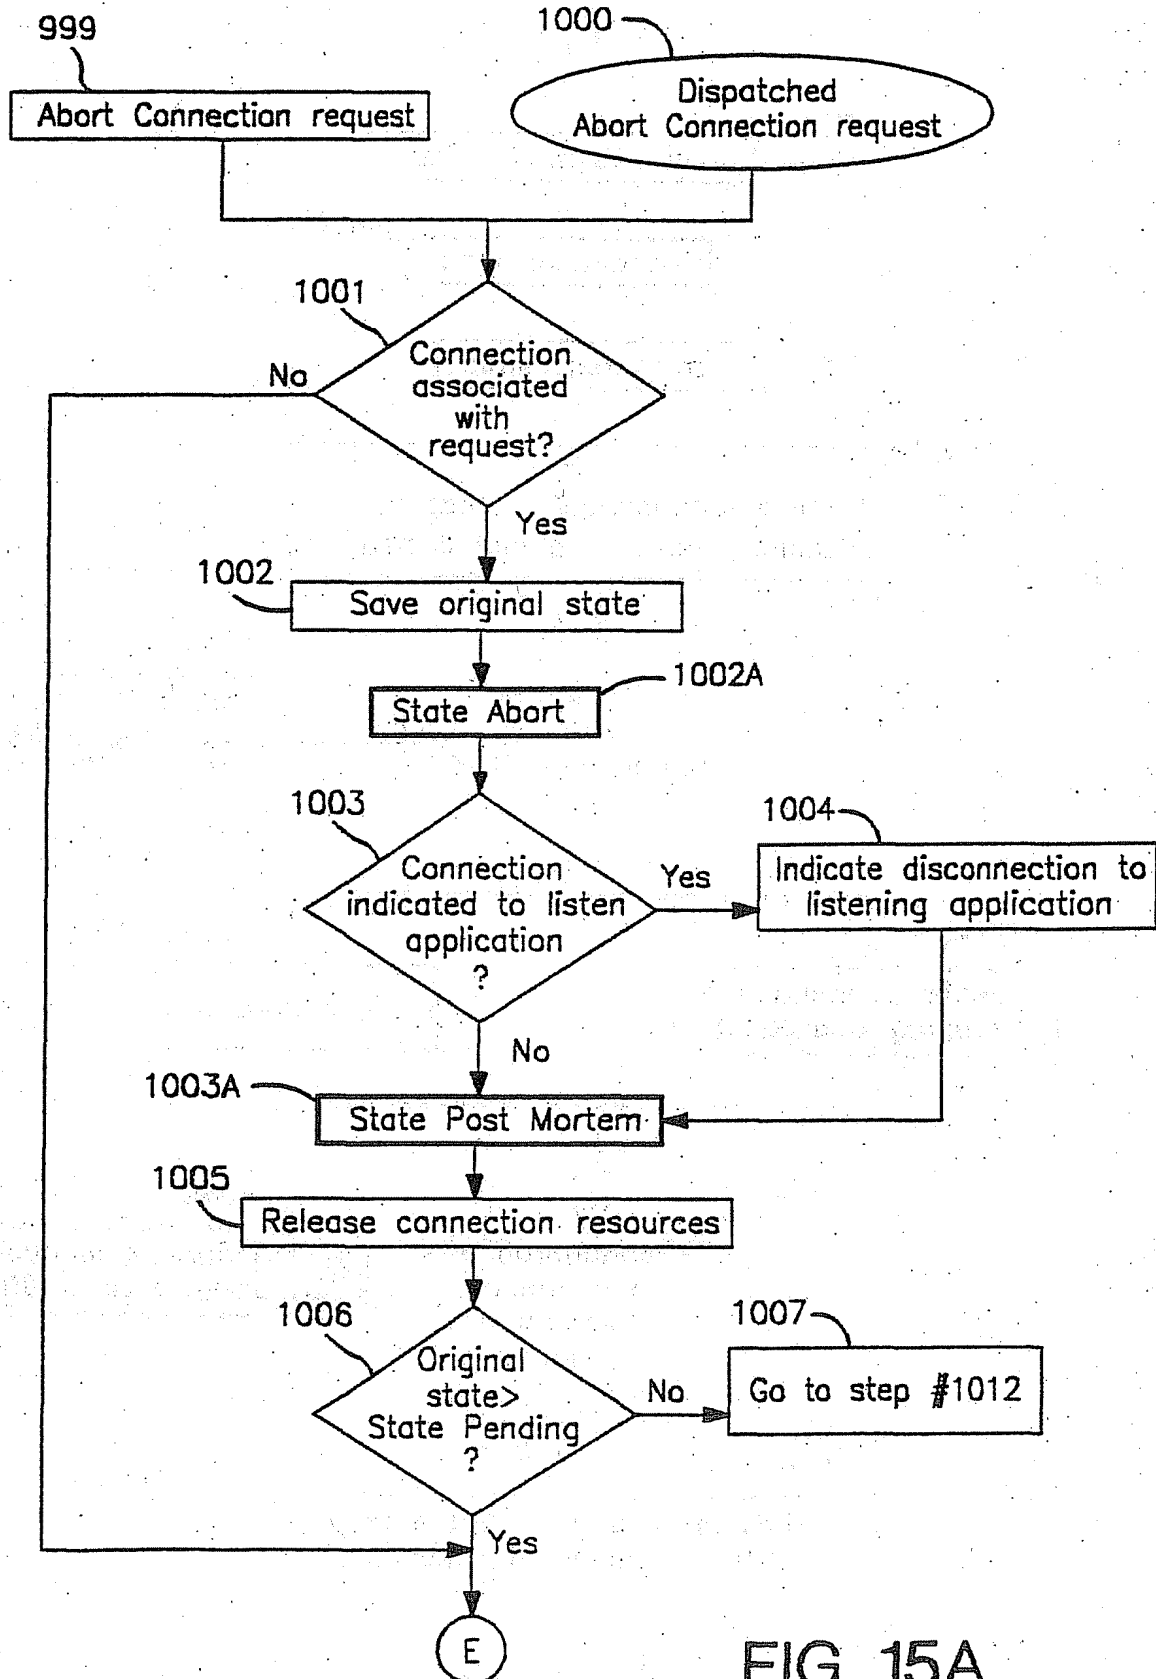 999
1000
Abort Connection request
Dispatched
Abort Connection request
1001
Connection
associated
with
request?
No
Yes
1002
Save original state
1002A
State Abort
1003
Connection
indicated to listen
application
?
Yes
1004
Indicate disconnection to
listening application
No
1003A
State Post Mortem
1005
Release connection resources
1006
Original
state>
State Pending
?
No
1007
Go to step #1012
Yes
E
FIG. 15A